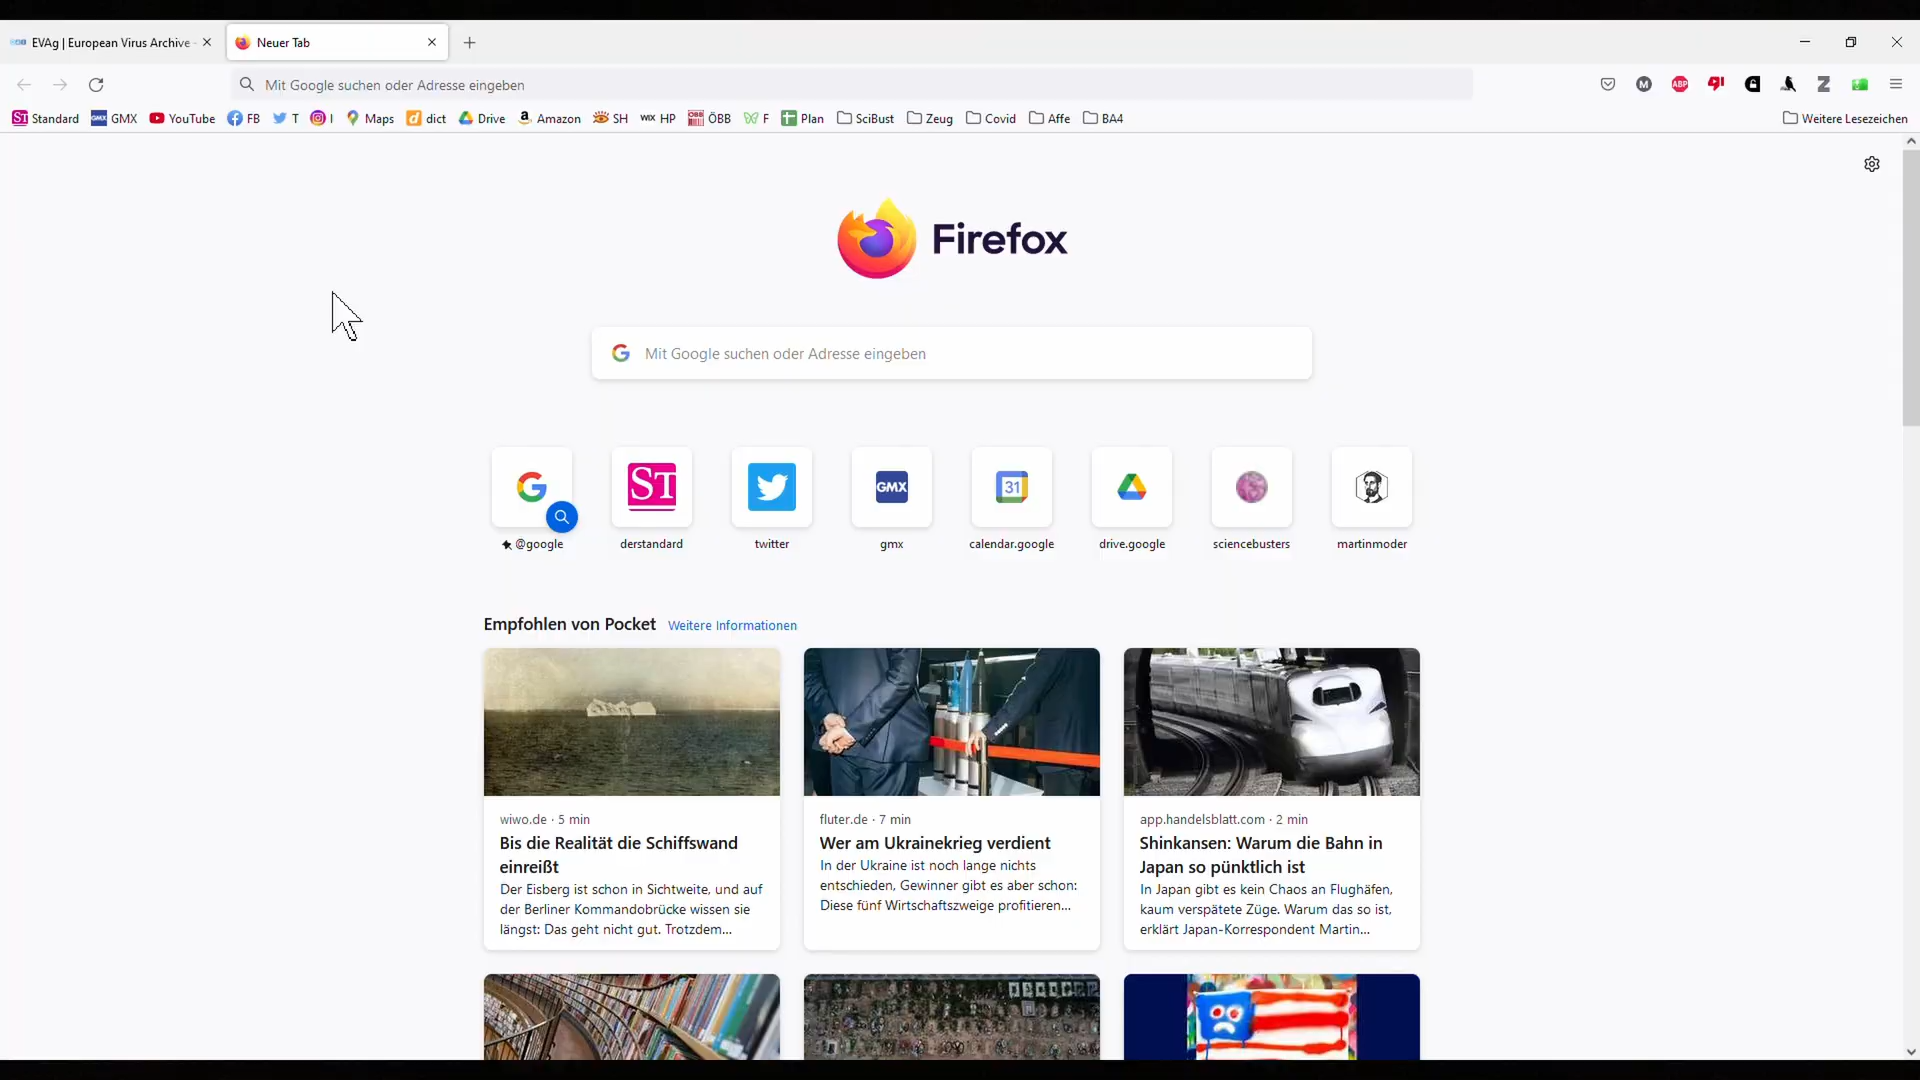 EVAg | European Virus Archive
Neuer Tab
Mit Google suchen oder Adresse eingeben
Standard GMX YouTube FB T I Maps dict Drive Amazon SH WiX HP ÖBB F Plan SciBust Zeug Covid Affe BA4 Weitere Lesezeichen
Firefox
Mit Google suchen oder Adresse eingeben
ST GMX 31
@google derstandard twitter gmx calendar.google drive.google sciencebusters martinmoder
Empfohlen von Pocket Weitere Informationen
wiwo.de · 5 min
Bis die Realität die Schiffswand
einreißt
Der Eisberg ist schon in Sichtweite, und auf
der Berliner Kommandobrücke wissen sie
längst: Das geht nicht gut. Trotzdem...
fluter.de · 7 min
Wer am Ukrainekrieg verdient
In der Ukraine ist noch lange nichts
entschieden, Gewinner gibt es aber schon:
Diese fünf Wirtschaftszweige profitieren...
app.handelsblatt.com · 2 min
Shinkansen: Warum die Bahn in
Japan so pünktlich ist
In Japan gibt es kein Chaos an Flughäfen,
kaum verspätete Züge. Warum das so ist,
erklärt Japan-Korrespondent Martin...